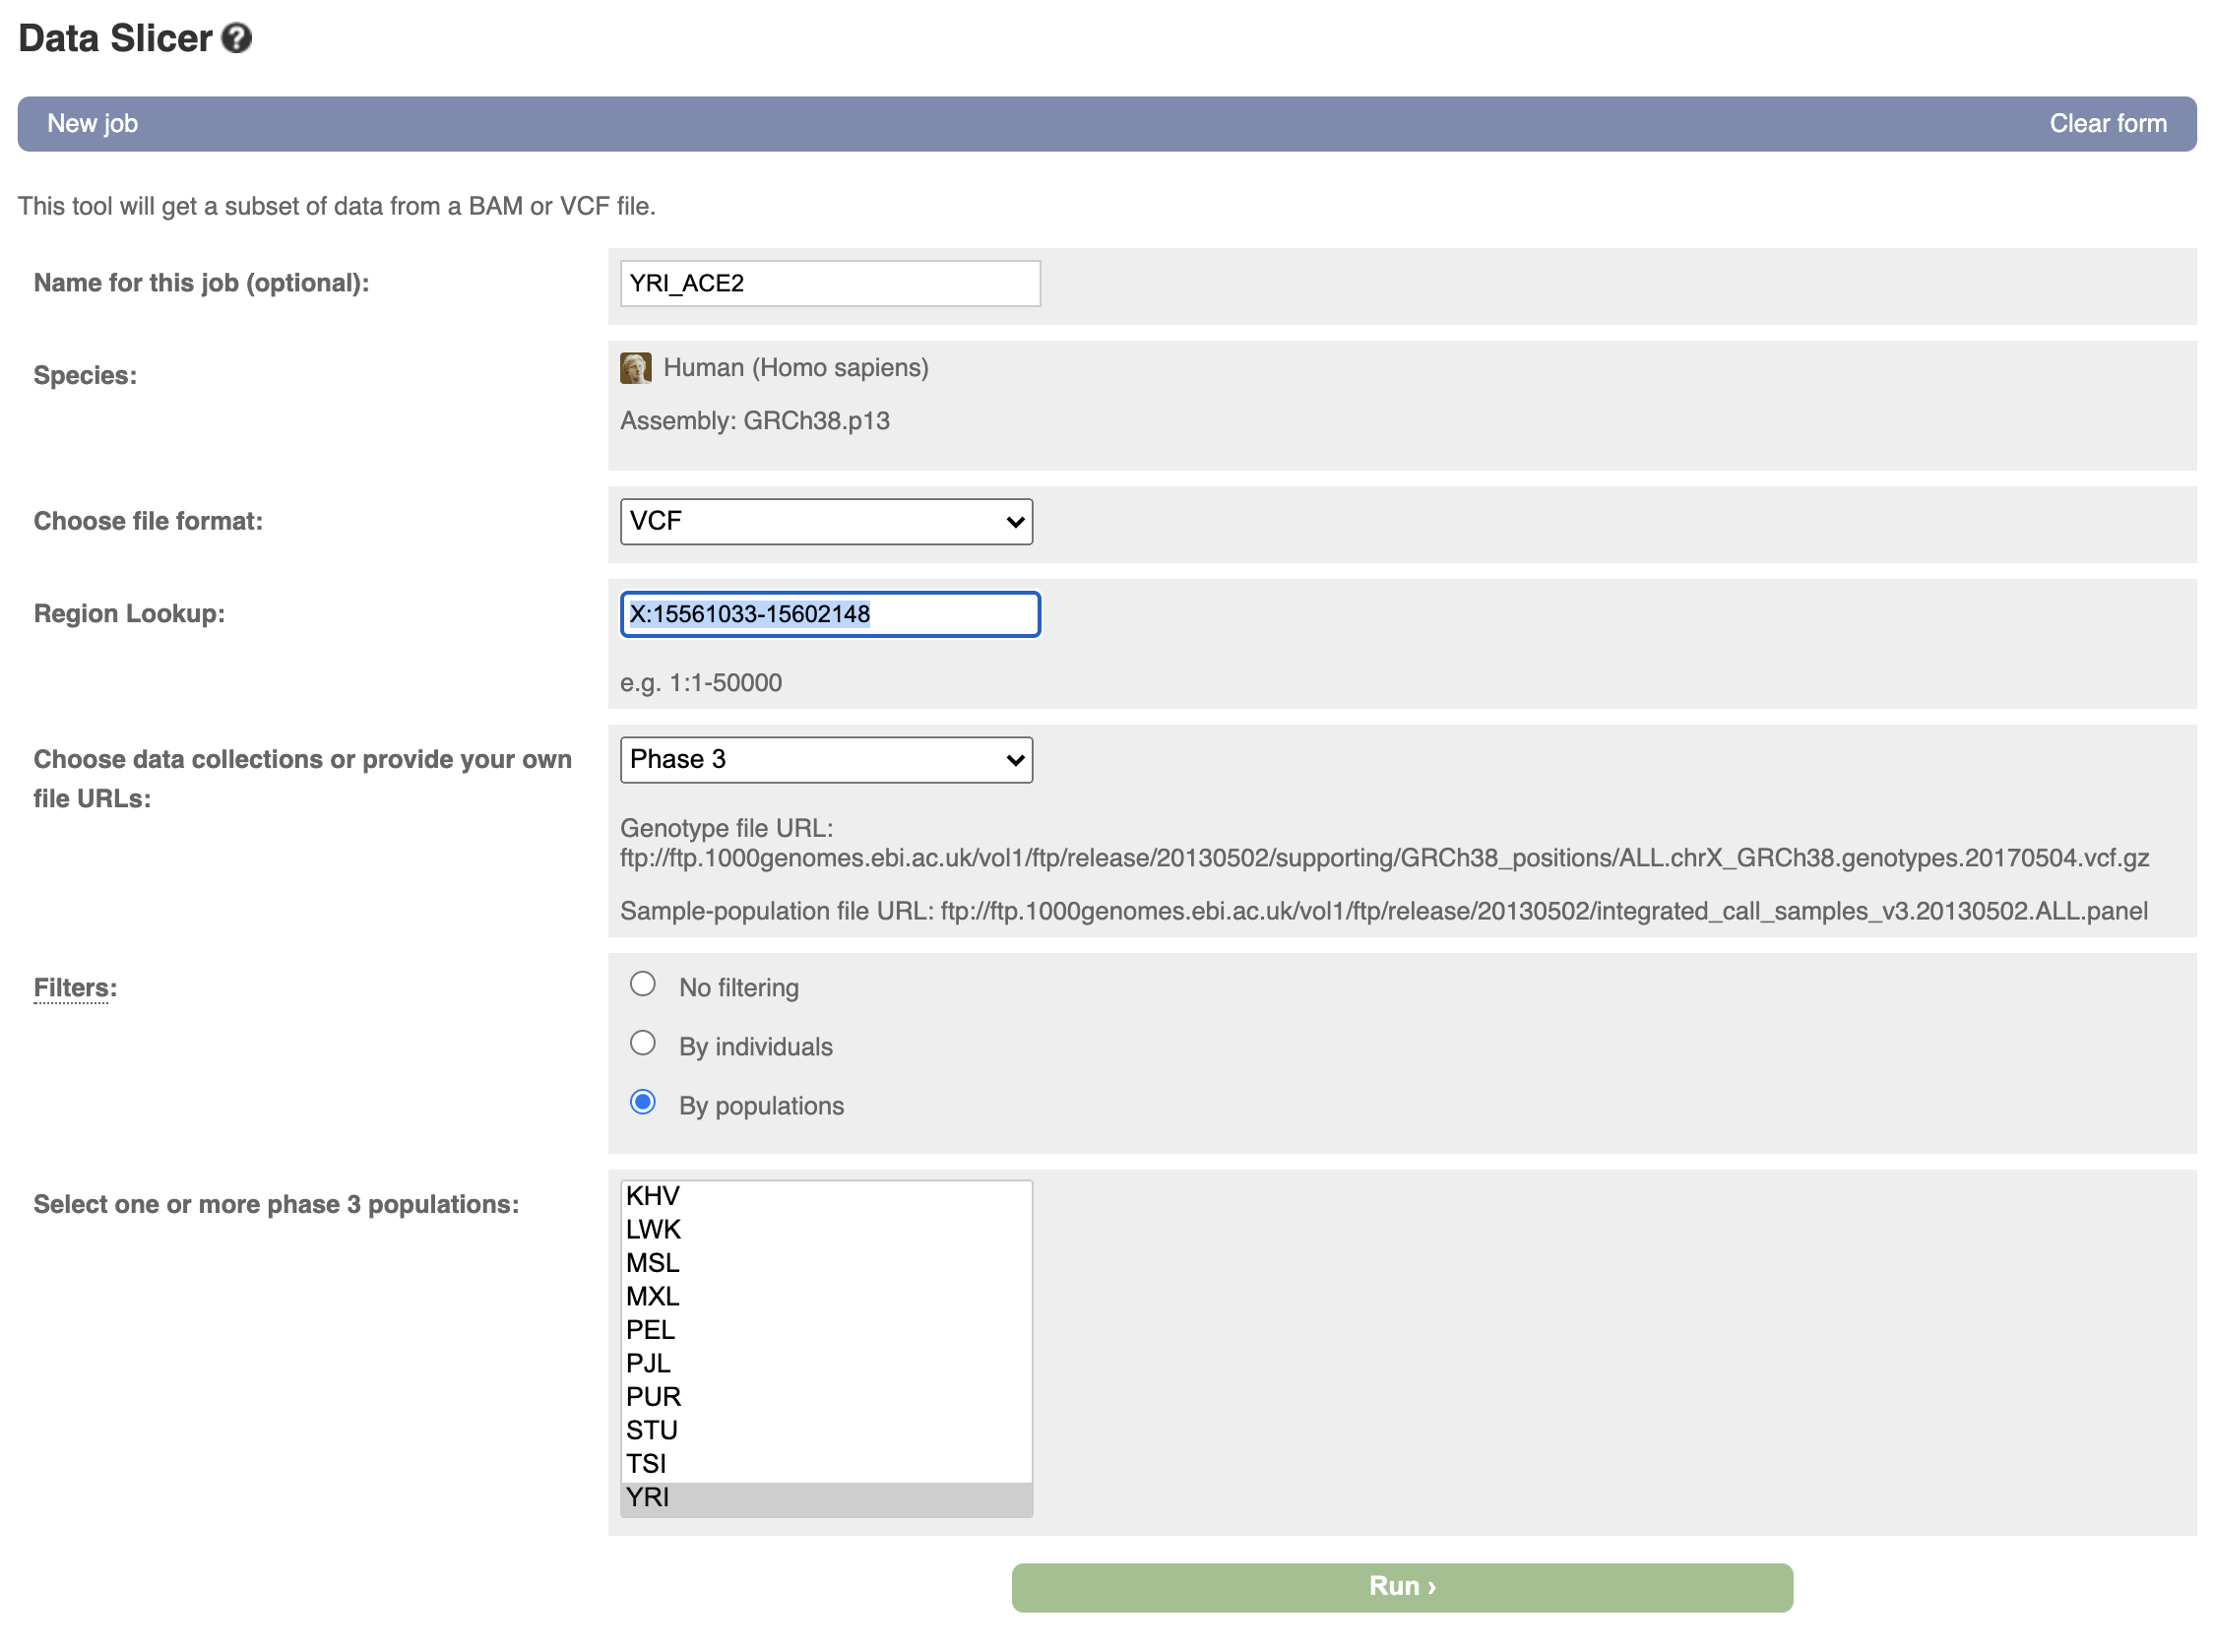 Data Slicer ?
New job
Clear form
This tool will get a subset of data from a BAM or VCF file.
Name for this job (optional):
YRI_ACE2
Species:
Human (Homo sapiens)
Assembly: GRCh38.p13
Choose file format:
VCF
Region Lookup:
X:15561033-15602148
e.g. 1:1-50000
Choose data collections or provide your own
file URLs:
Phase 3
Genotype file URL:
ftp://ftp.1000genomes.ebi.ac.uk/vol1/ftp/release/20130502/supporting/GRCh38_positions/ALL.chrX_GRCh38.genotypes.20170504.vcf.gz
Sample-population file URL: ftp://ftp.1000genomes.ebi.ac.uk/vol1/ftp/release/20130502/integrated_call_samples_v3.20130502.ALL.panel
Filters:
No filtering
By individuals
By populations
Select one or more phase 3 populations:
KHV
LWK
MSL
MXL
PEL
PJL
PUR
STU
TSI
YRI
Run ›